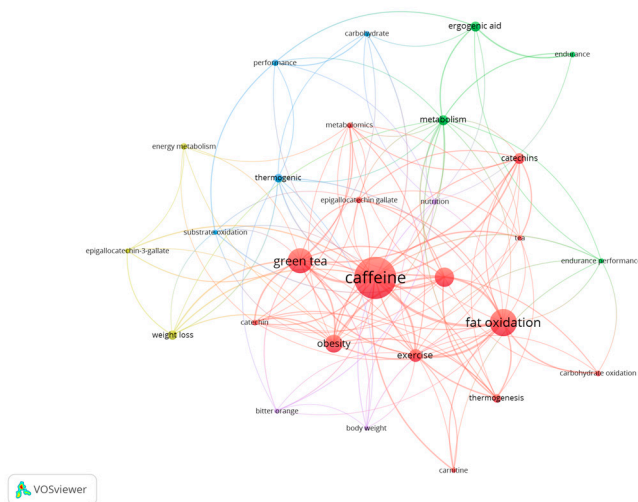 carbohydrate
ergogenic aid
performance
endurance
metabolism
metabolomics
energy metabolism
catechins
thermogenic
epigallocatechin gallate
nutrition
substrate oxidation
tea
epigallocatechin-3-gallate
green tea
endurance performance
caffeine
catechin
fat oxidation
weight loss
obesity
exercise
carbohydrate oxidation
thermogenesis
bitter orange
body weight
carnitine
VOSviewer